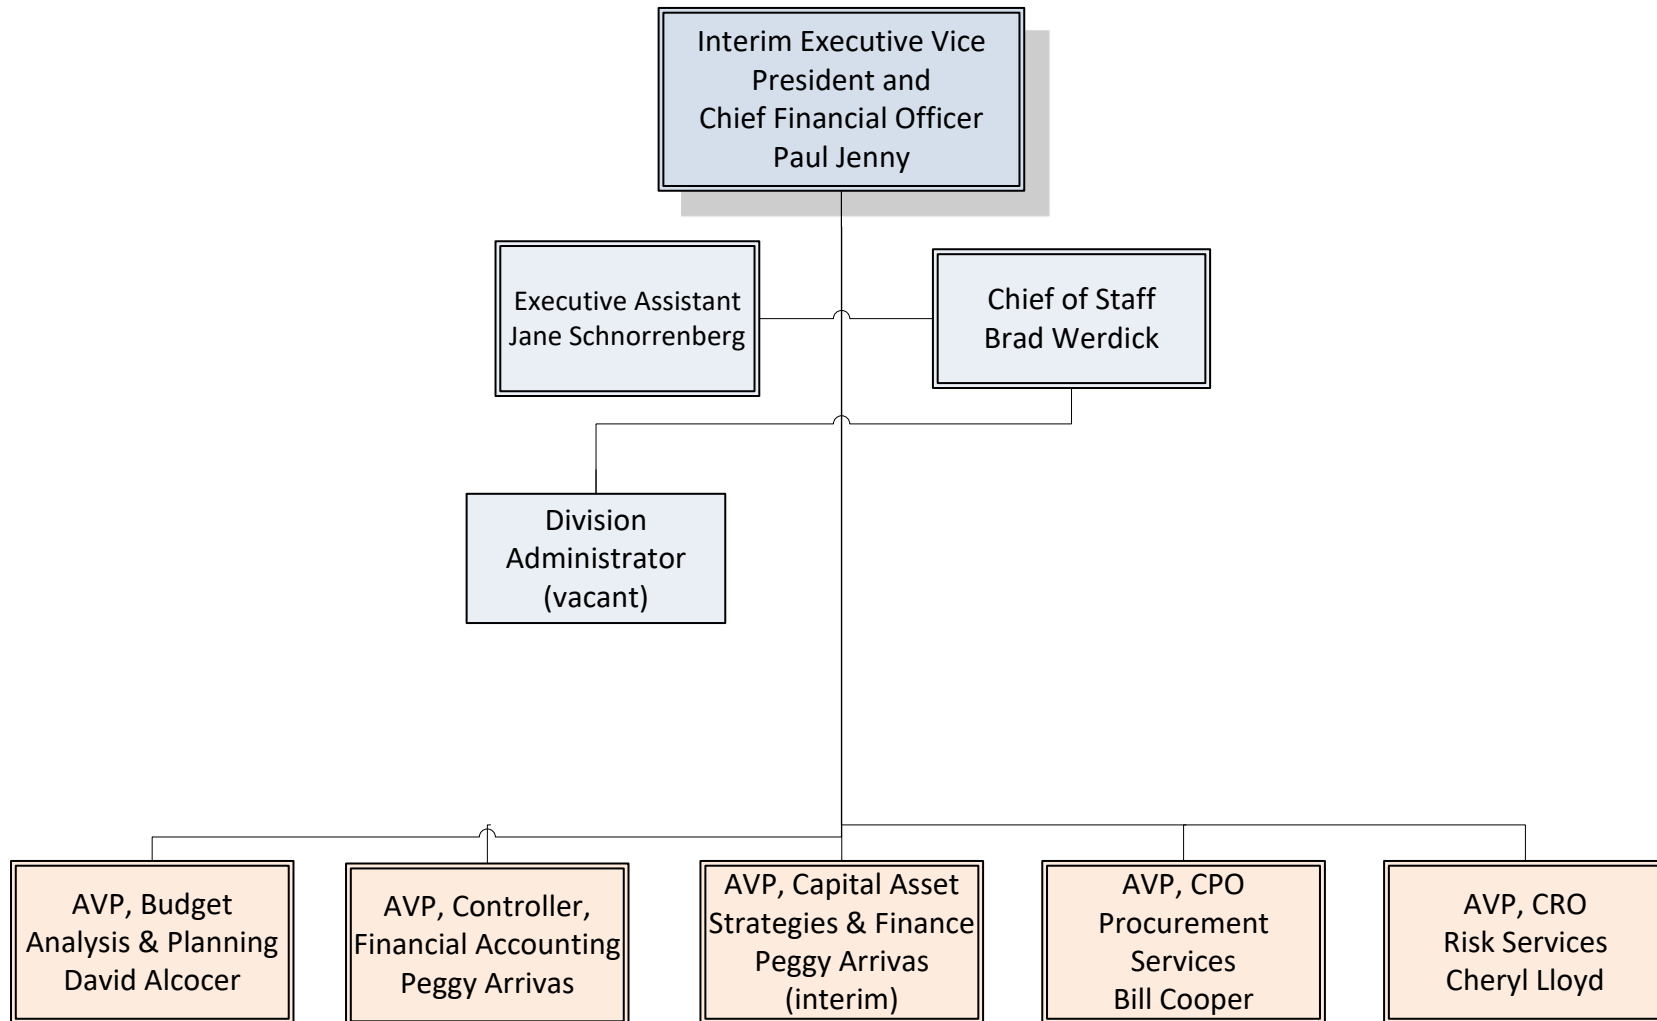 Interim Executive Vice
President and
Chief Financial Officer
Paul Jenny
Executive Assistant
Jane Schnorrenberg
Chief of Staff
Brad Werdick
Division
Administrator
(vacant)
AVP, Budget
Analysis & Planning
David Alcocer
AVP, Controller,
Financial Accounting
Peggy Arrivas
AVP, Capital Asset
Strategies & Finance
Peggy Arrivas
(interim)
AVP, CPO
Procurement
Services
Bill Cooper
AVP, CRO
Risk Services
Cheryl Lloyd